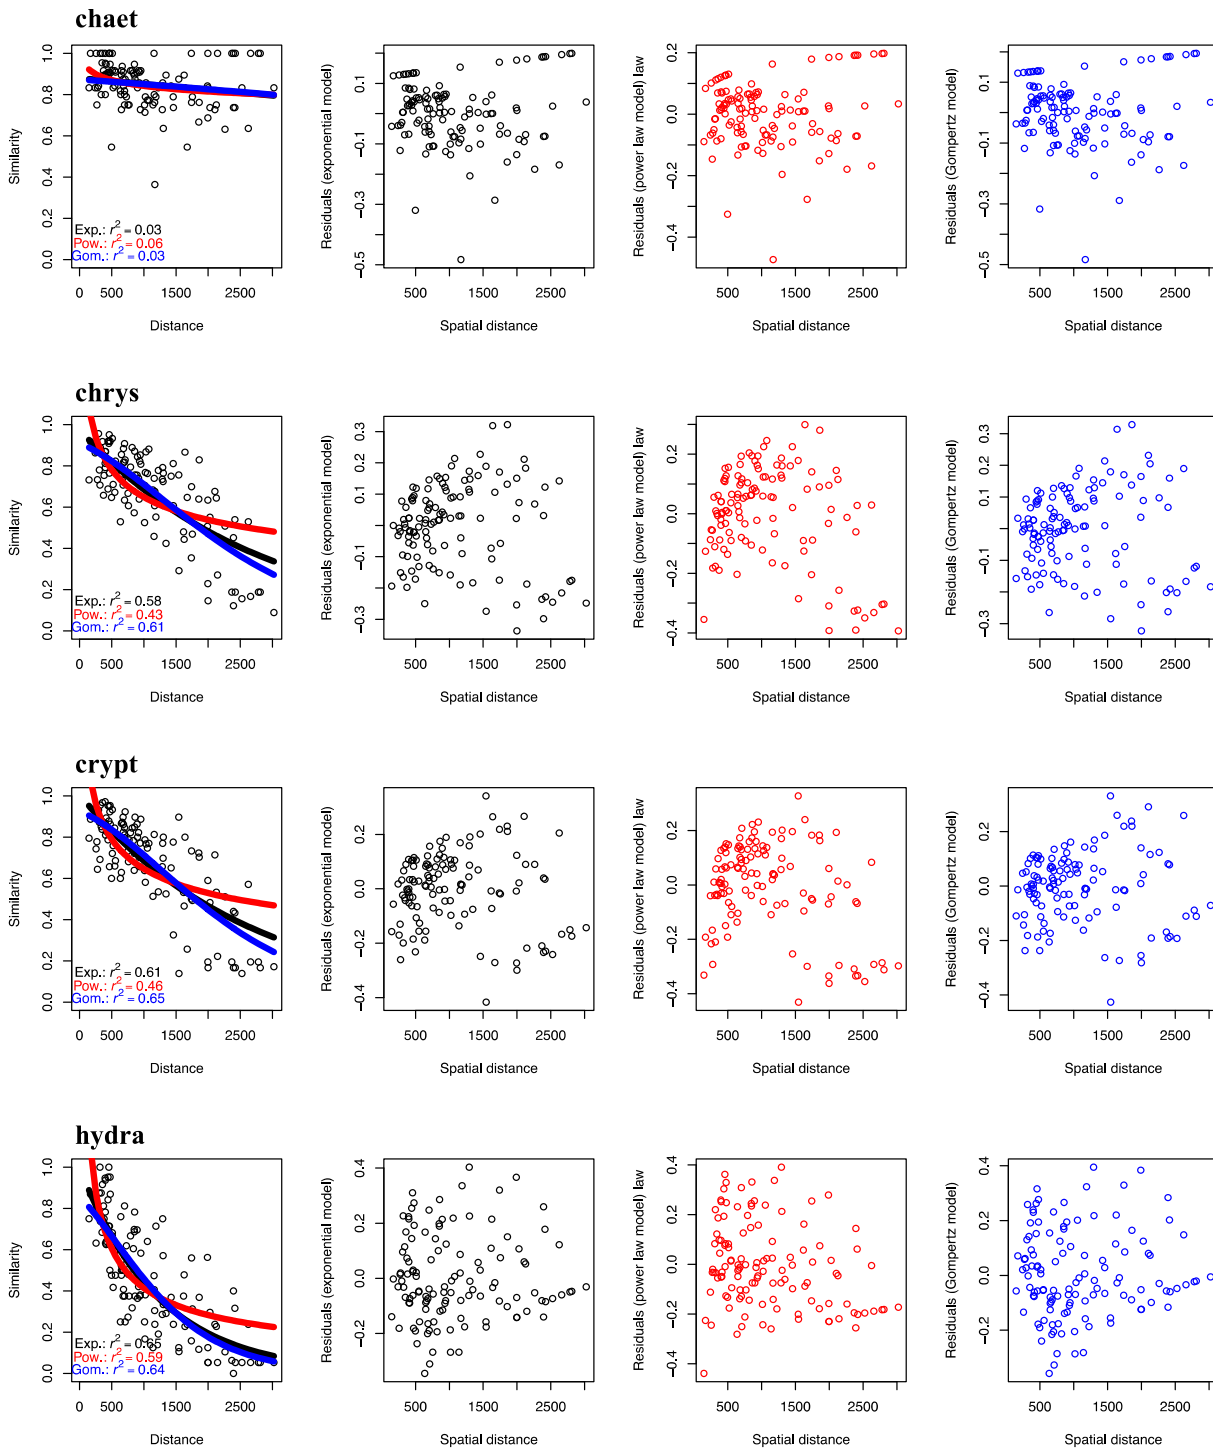 chaet
Similarity
0.0 0.2 0.4 0.6 0.8 1.0
Exp.: r² = 0.03
Pow.: r² = 0.06
Gom.: r² = 0.03
0 500 1500 2500
Distance
Residuals (exponential model)
−0.5 −0.3 −0.1 0.1
500 1500 2500
Spatial distance
Residuals (power law model) law
−0.4 −0.2 0.0 0.2
500 1500 2500
Spatial distance
Residuals (Gompertz model)
−0.5 −0.3 −0.1 0.1
500 1500 2500
Spatial distance
chrys
Similarity
0.0 0.2 0.4 0.6 0.8 1.0
Exp.: r² = 0.58
Pow.: r² = 0.43
Gom.: r² = 0.61
0 500 1500 2500
Distance
Residuals (exponential model)
−0.3 −0.1 0.1 0.3
500 1500 2500
Spatial distance
Residuals (power law model) law
−0.4 −0.2 0.0 0.2
500 1500 2500
Spatial distance
Residuals (Gompertz model)
−0.3 −0.1 0.1 0.3
500 1500 2500
Spatial distance
crypt
Similarity
0.0 0.2 0.4 0.6 0.8 1.0
Exp.: r² = 0.61
Pow.: r² = 0.46
Gom.: r² = 0.65
0 500 1500 2500
Distance
Residuals (exponential model)
−0.4 −0.2 0.0 0.2
500 1500 2500
Spatial distance
Residuals (power law model) law
−0.4 −0.2 0.0 0.2
500 1500 2500
Spatial distance
Residuals (Gompertz model)
−0.4 −0.2 0.0 0.2
500 1500 2500
Spatial distance
hydra
Similarity
0.0 0.2 0.4 0.6 0.8 1.0
Exp.: r² = 0.65
Pow.: r² = 0.59
Gom.: r² = 0.64
0 500 1500 2500
Distance
Residuals (exponential model)
−0.2 0.0 0.2 0.4
500 1500 2500
Spatial distance
Residuals (power law model) law
−0.4 −0.2 0.0 0.2 0.4
500 1500 2500
Spatial distance
Residuals (Gompertz model)
−0.2 0.0 0.2 0.4
500 1500 2500
Spatial distance